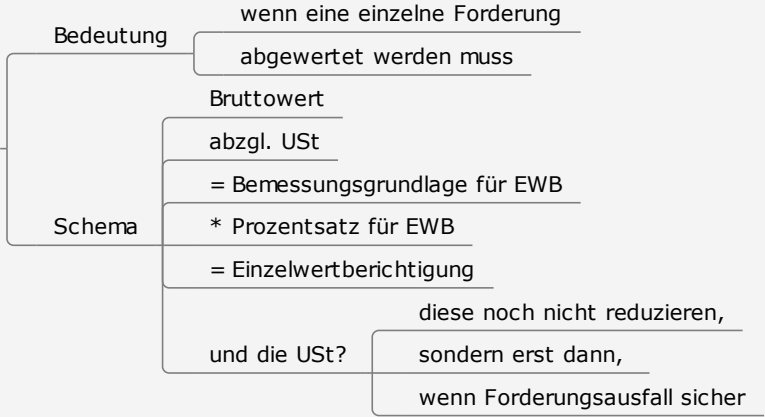 Bedeutung
wenn eine einzelne Forderung
abgewertet werden muss
Schema
Bruttowert
abzgl. USt
= Bemessungsgrundlage für EWB
* Prozentsatz für EWB
= Einzelwertberichtigung
und die USt?
diese noch nicht reduzieren,
sondern erst dann,
wenn Forderungsausfall sicher